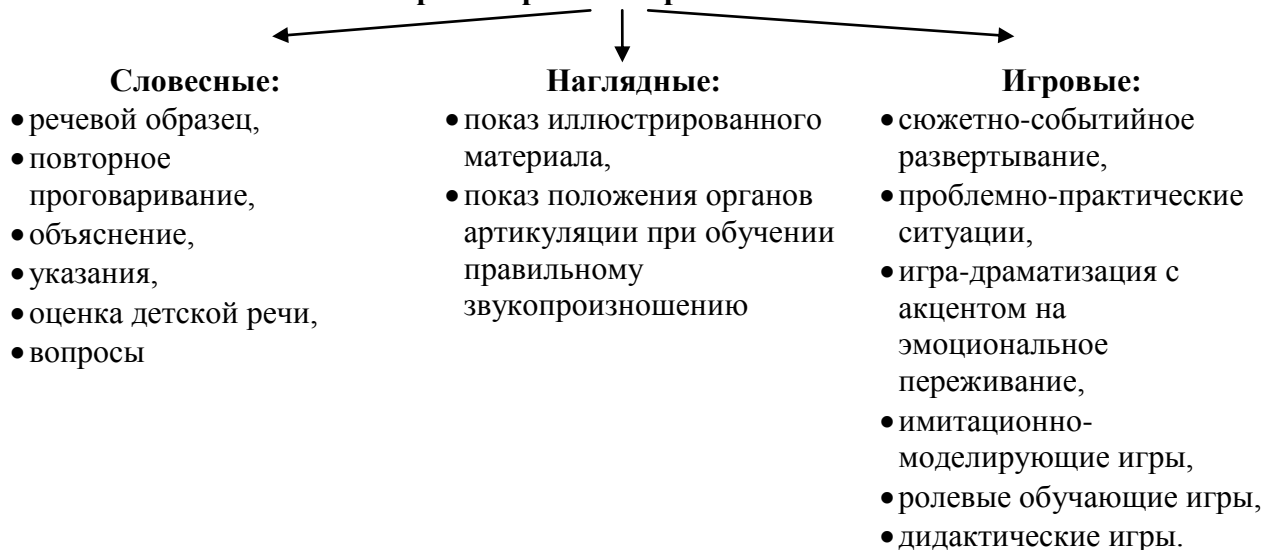 Словесные:
• речевой образец,
• повторное
проговаривание,
• объяснение,
• указания,
• оценка детской речи,
• вопросы
Наглядные:
• показ иллюстрированного
материала,
• показ положения органов
артикуляции при обучении
правильному
звукопроизношению
Игровые:
• сюжетно-событийное
развертывание,
• проблемно-практические
ситуации,
• игра-драматизация с
акцентом на
эмоциональное
переживание,
• имитационно-
моделирующие игры,
• ролевые обучающие игры,
• дидактические игры.